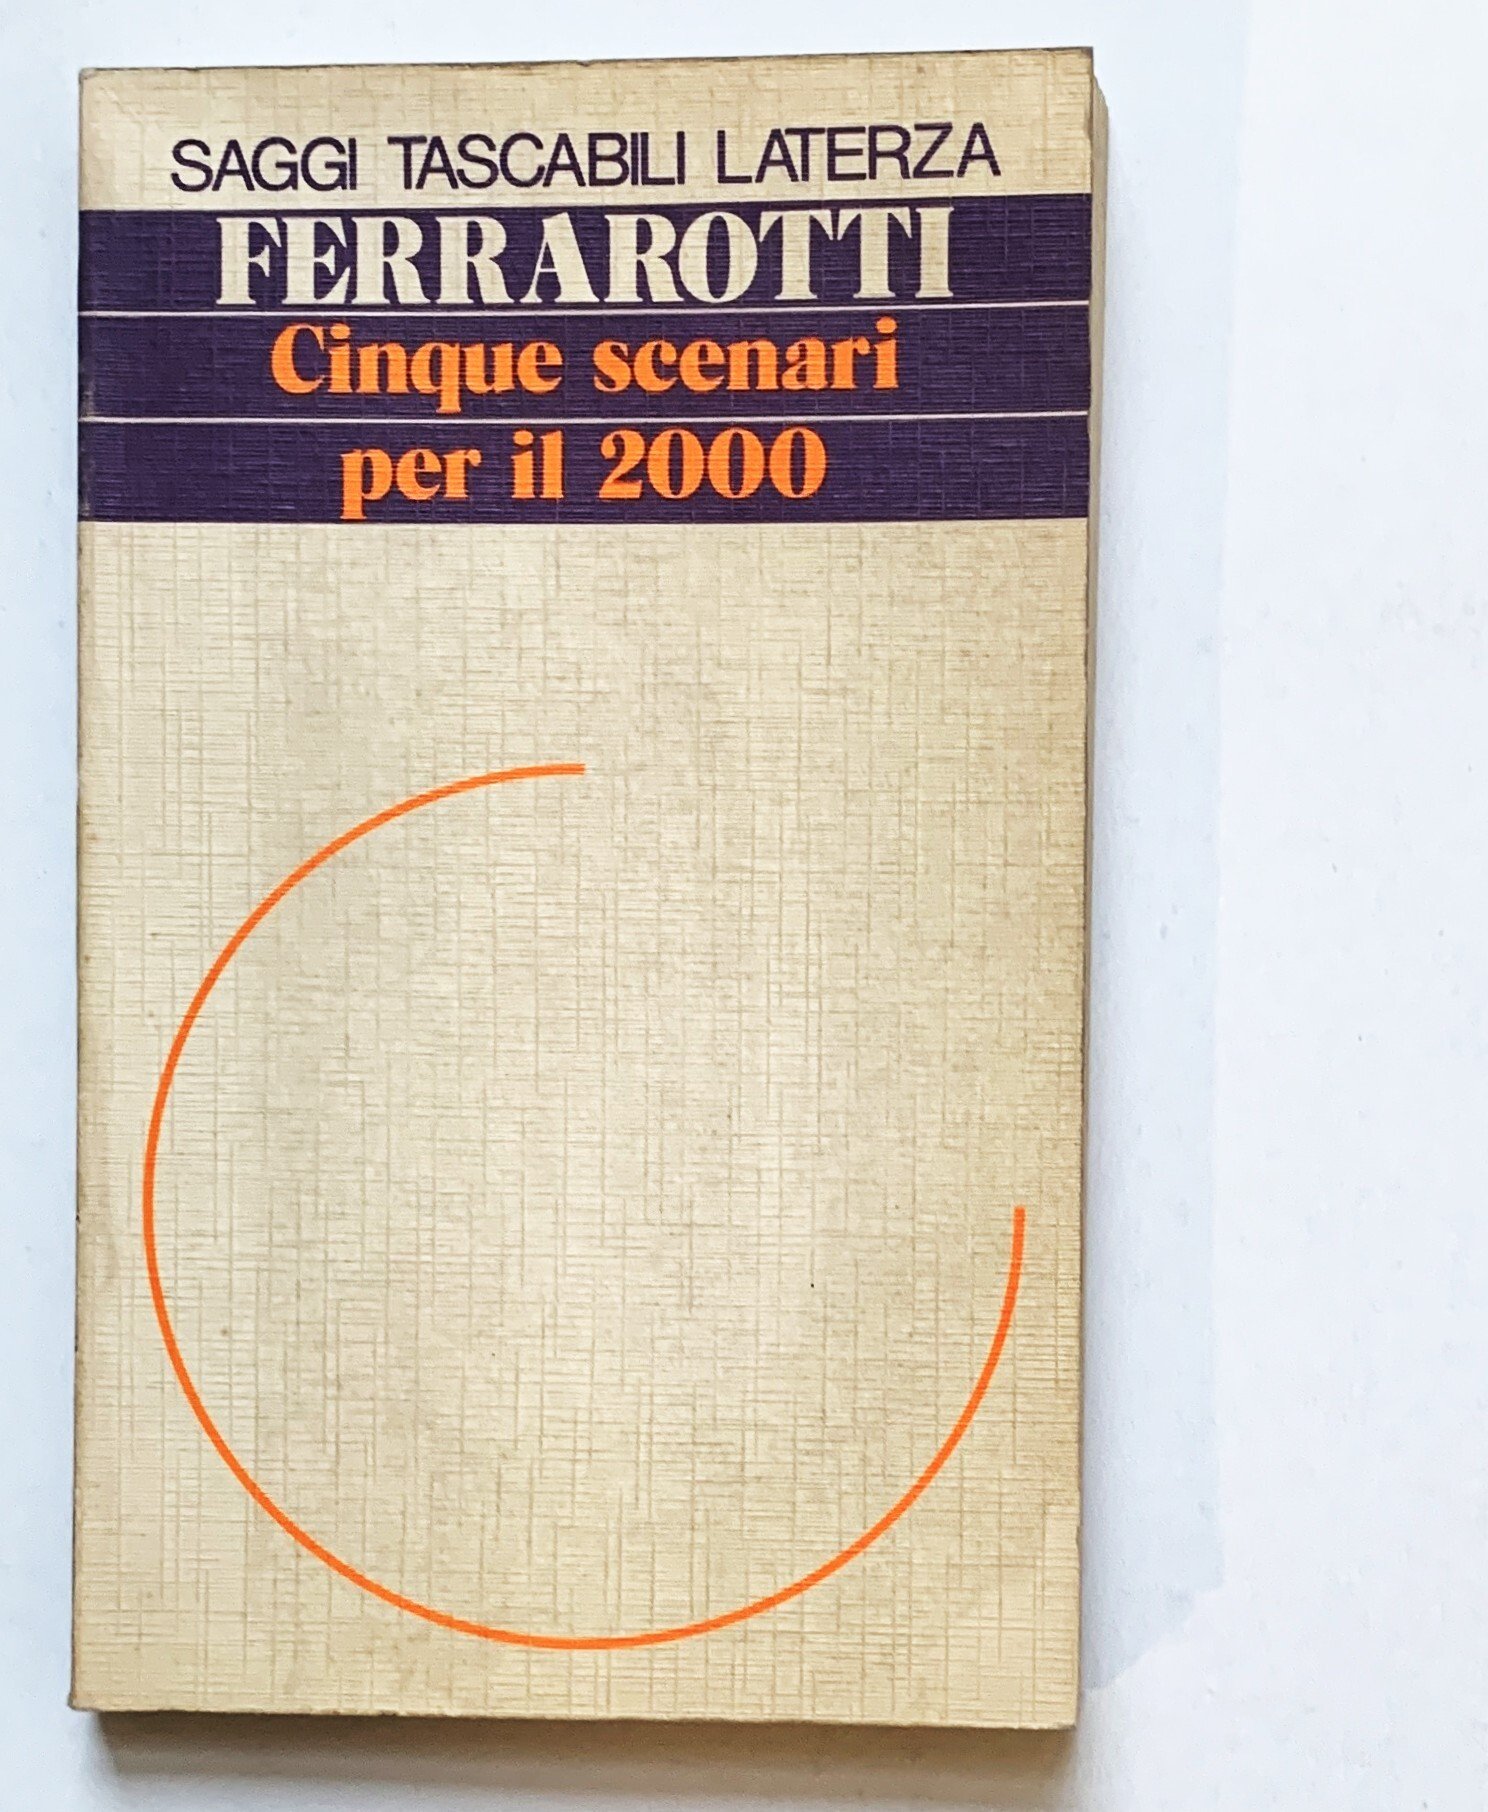 SAGGI TASCABILI LATERZA
FERRAROTTI
Cinque scenari
per il 2000